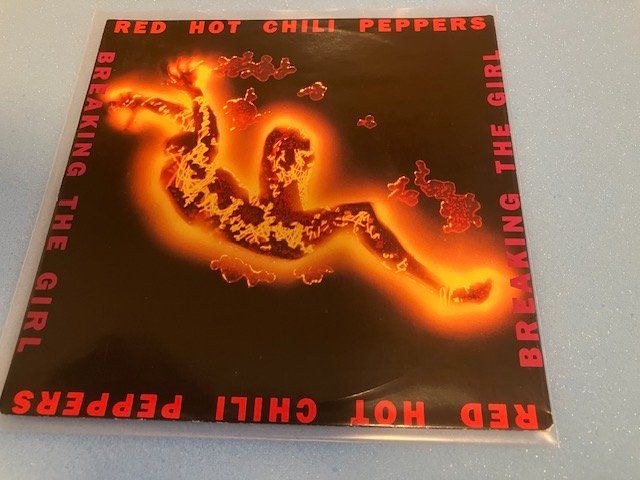 RED HOT CHILI PEPPERS
BREAKING THE GIRL
RED HOT CHILI PEPPERS
BREAKING THE GIRL